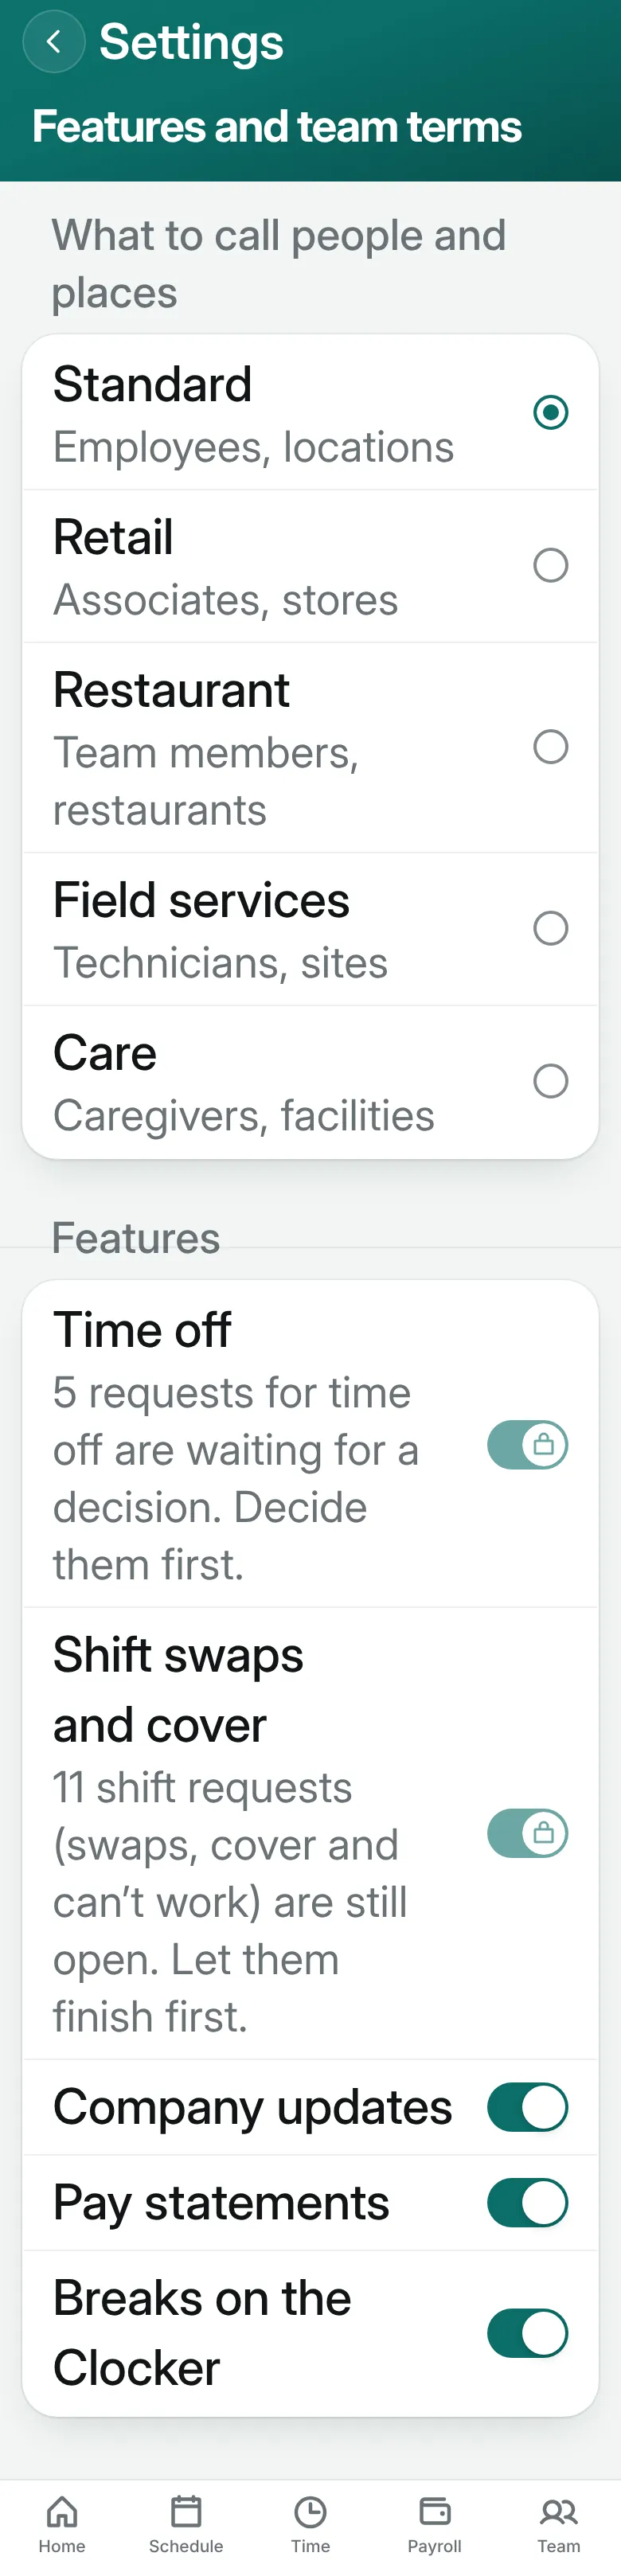 Settings
Features and team terms
What to call people and
places
Standard
Employees, locations
Retail
Associates, stores
Restaurant
Team members,
restaurants
Field services
Technicians, sites
Care
Caregivers, facilities
Features
Time off
5 requests for time
off are waiting for a
decision. Decide
them first.
Shift swaps
and cover
11 shift requests
(swaps, cover and
can’t work) are still
open. Let them
finish first.
Company updates
Pay statements
Breaks on the
Clocker
Home
Schedule
Time
Payroll
Team